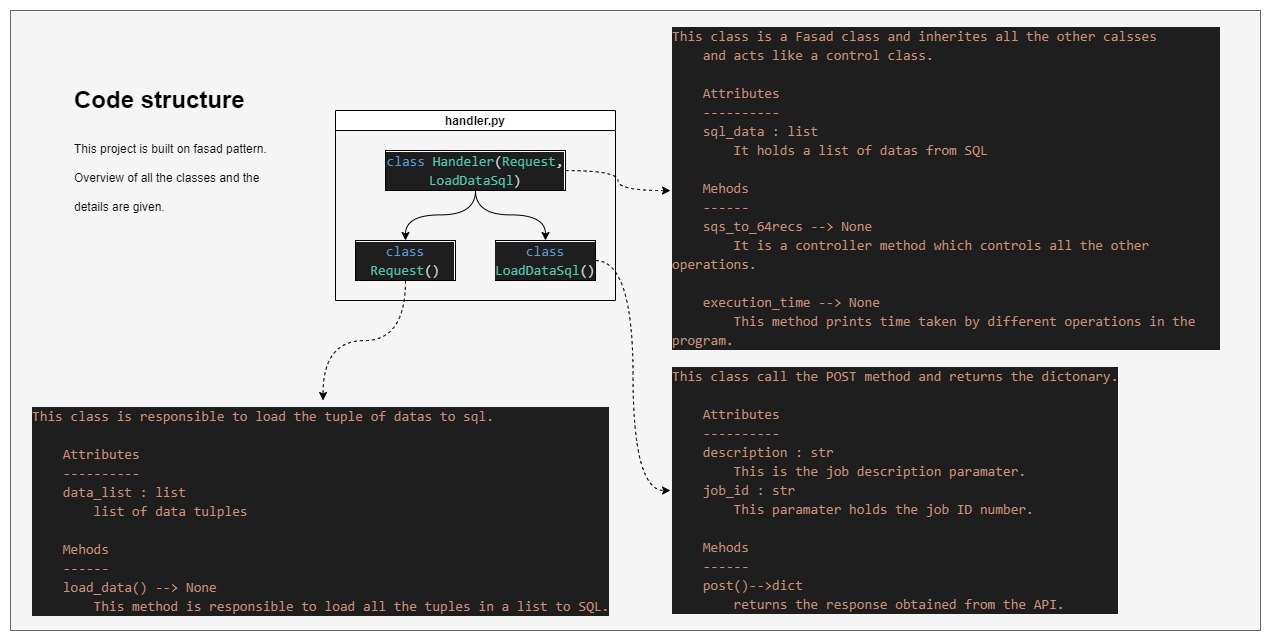 Code structure
This project is built on fasad pattern.
Overview of all the classes and the
details are given.
handler.py
class Handeler(Request,
LoadDataSql)
class
Request()
class
LoadDataSql()
This class is a Fasad class and inherites all the other calsses
and acts like a control class.
Attributes
----------
sql_data : list
It holds a list of datas from SQL
Mehods
------
sqs_to_64recs --> None
It is a controller method which controls all the other
operations.
execution_time --> None
This method prints time taken by different operations in the
program.
This class call the POST method and returns the dictonary.
Attributes
----------
description : str
This is the job description paramater.
job_id : str
This paramater holds the job ID number.
Mehods
------
post()-->dict
returns the response obtained from the API.
This class is responsible to load the tuple of datas to sql.
Attributes
----------
data_list : list
list of data tulples
Mehods
------
load_data() --> None
This method is responsible to load all the tuples in a list to SQL.